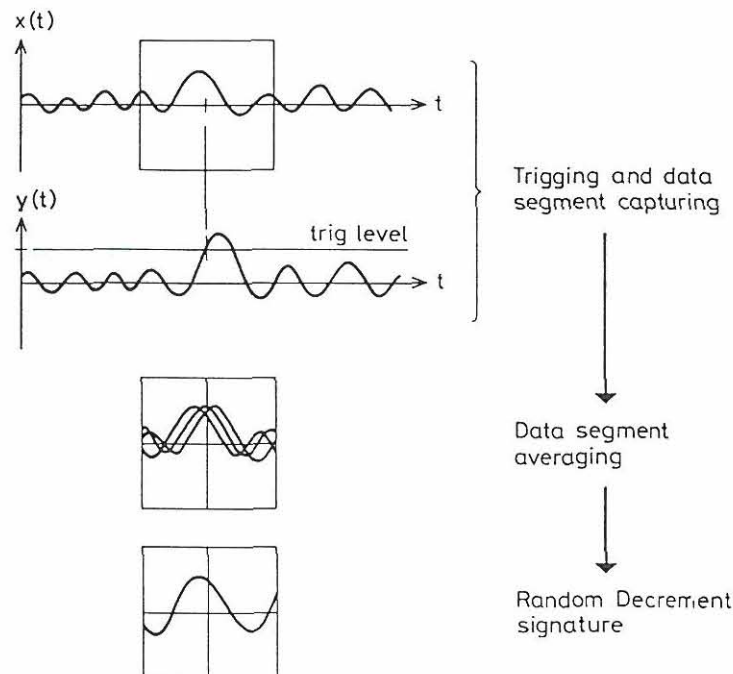 x(t)
t
y(t)
trig level
t
Trigging and data
segment capturing
Data segment
averaging
Random Decrement
signature